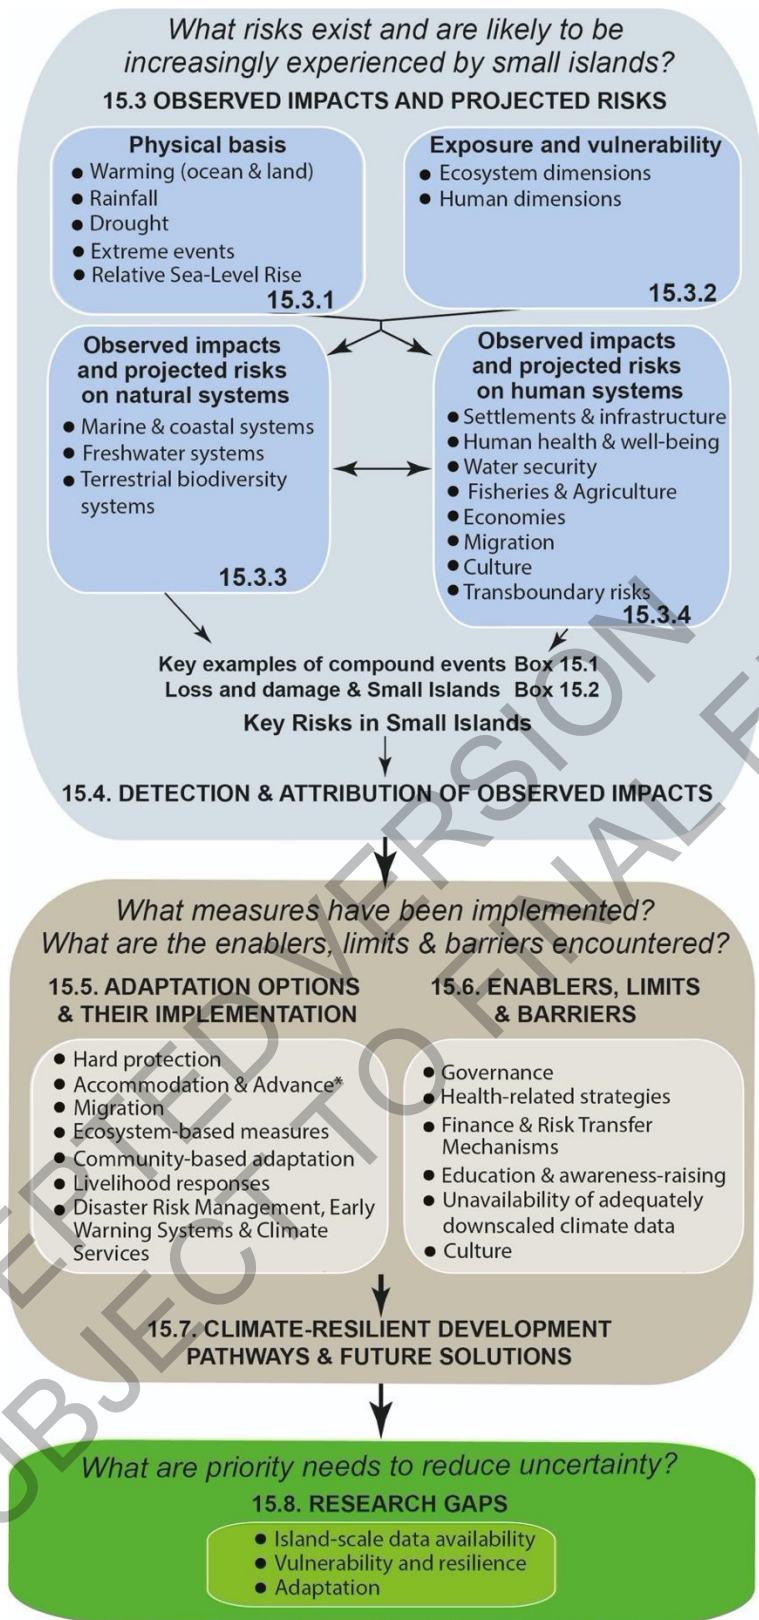 What risks exist and are likely to be
increasingly experienced by small islands?
15.3 OBSERVED IMPACTS AND PROJECTED RISKS
Physical basis
● Warming (ocean & land)
● Rainfall
● Drought
● Extreme events
● Relative Sea-Level Rise
15.3.1
Exposure and vulnerability
● Ecosystem dimensions
● Human dimensions
15.3.2
Observed impacts
and projected risks
on natural systems
● Marine & coastal systems
● Freshwater systems
● Terrestrial biodiversity
systems
15.3.3
Observed impacts
and projected risks
on human systems
● Settlements & infrastructure
● Human health & well-being
● Water security
● Fisheries & Agriculture
● Economies
● Migration
● Culture
● Transboundary risks
15.3.4
Key examples of compound events Box 15.1
Loss and damage & Small Islands Box 15.2
Key Risks in Small Islands
15.4. DETECTION & ATTRIBUTION OF OBSERVED IMPACTS
What measures have been implemented?
What are the enablers, limits & barriers encountered?
15.5. ADAPTATION OPTIONS
& THEIR IMPLEMENTATION
● Hard protection
● Accommodation & Advance*
● Migration
● Ecosystem-based measures
● Community-based adaptation
● Livelihood responses
● Disaster Risk Management, Early
Warning Systems & Climate
Services
15.6. ENABLERS, LIMITS
& BARRIERS
● Governance
● Health-related strategies
● Finance & Risk Transfer
Mechanisms
● Education & awareness-raising
● Unavailability of adequately
downscaled climate data
● Culture
15.7. CLIMATE-RESILIENT DEVELOPMENT
PATHWAYS & FUTURE SOLUTIONS
What are priority needs to reduce uncertainty?
15.8. RESEARCH GAPS
● Island-scale data availability
● Vulnerability and resilience
● Adaptation
EPTED VERSION
SUBJECT TO FINAL E